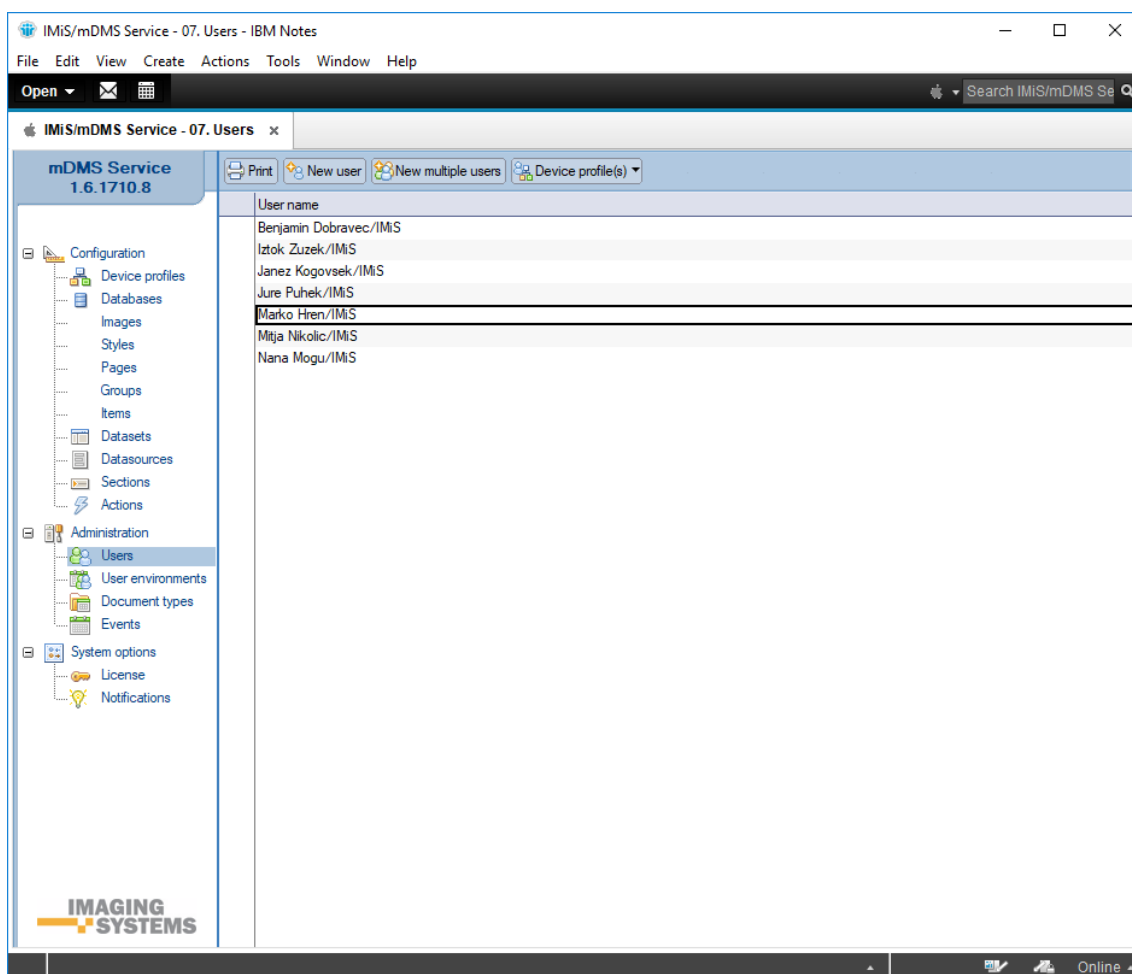 IMiS/mDMS Service - 07. Users - IBM Notes
File Edit View Create Actions Tools Window Help
Open
Search IMiS/mDMS Se
IMiS/mDMS Service - 07. Users x
mDMS Service
1.6.1710.8
Print New user New multiple users Device profile(s)
User name
Benjamin Dobravec/IMiS
Iztok Zuzek/IMiS
Janez Kogovsek/IMiS
Jure Puhek/IMiS
Marko Hren/IMiS
Mitja Nikolic/IMiS
Nana Mogu/IMiS
Configuration
Device profiles
Databases
Images
Styles
Pages
Groups
Items
Datasets
Datasources
Sections
Actions
Administration
Users
User environments
Document types
Events
System options
License
Notifications
IMAGING
SYSTEMS
Online